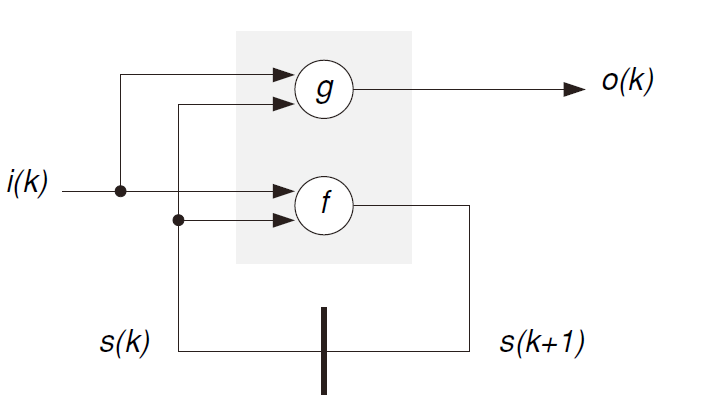 g
o(k)
i(k)
f
s(k)
s(k+1)